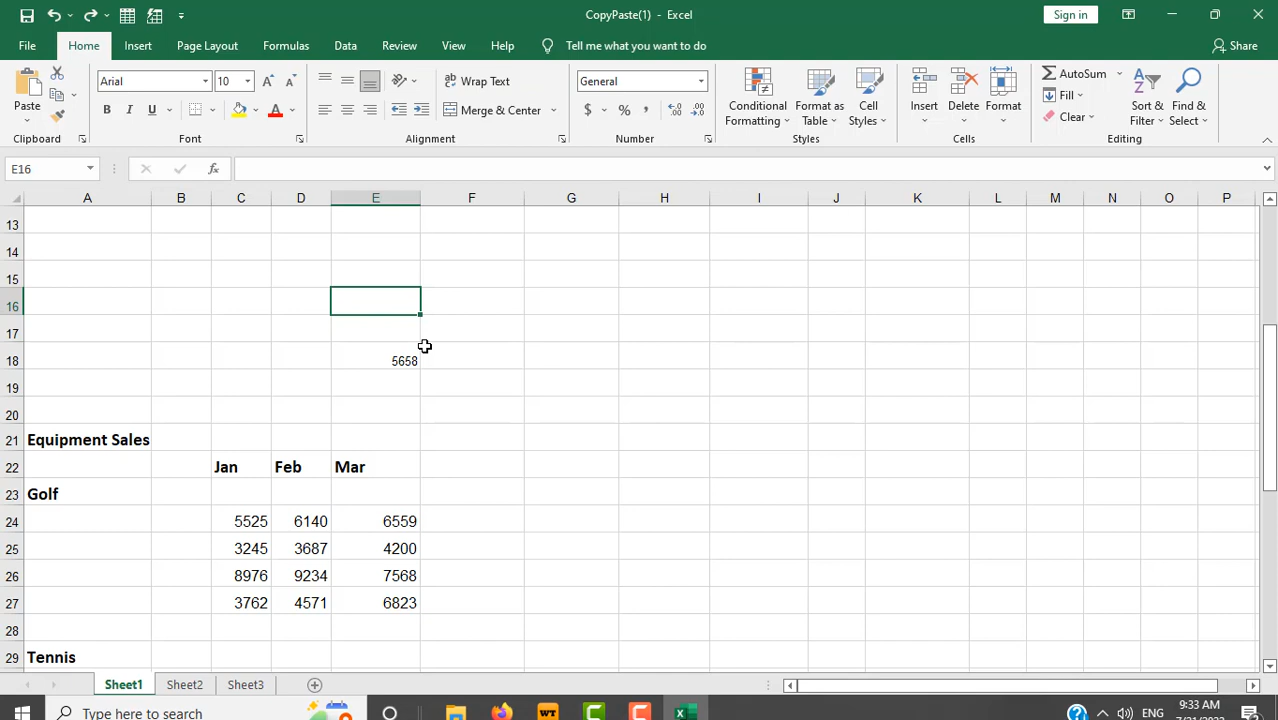 CopyPaste(1) - Excel
Sign in
File Home Insert Page Layout Formulas Data Review View Help Tell me what you want to do Share
Paste
Clipboard
Arial 10
B I U
Font
Wrap Text
Merge & Center
Alignment
General
$ % ,
Number
Conditional Formatting
Format as Table
Cell Styles
Styles
Insert Delete Format
Cells
AutoSum
Fill
Clear
Sort & Filter
Find & Select
Editing
E16 fx
A B C D E F G H I J K L M N O P
13
14
15
16
17
18 5658
19
20
21 Equipment Sales
22 Jan Feb Mar
23 Golf
24 5525 6140 6559
25 3245 3687 4200
26 8976 9234 7568
27 3762 4571 6823
28
29 Tennis
Sheet1 Sheet2 Sheet3
Type here to search
WT
ENG
9:33 AM